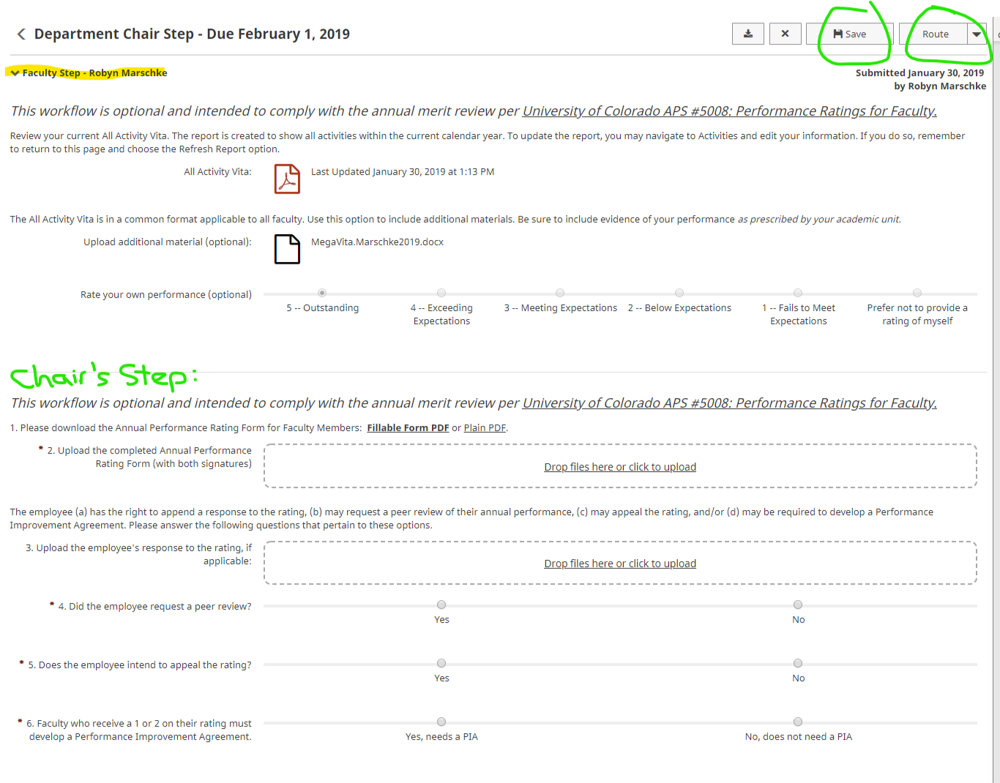 Department Chair Step - Due February 1, 2019
Save
Route
Faculty Step - Robyn Marschke
Submitted January 30, 2019
by Robyn Marschke
This workflow is optional and intended to comply with the annual merit review per University of Colorado APS #5008: Performance Ratings for Faculty.
Review your current All Activity Vita. The report is created to show all activities within the current calendar year. To update the report, you may navigate to Activities and edit your information. If you do so, remember
to return to this page and choose the Refresh Report option.
All Activity Vita:
Last Updated January 30, 2019 at 1:13 PM
The All Activity Vita is in a common format applicable to all faculty. Use this option to include additional materials. Be sure to include evidence of your performance as prescribed by your academic unit.
Upload additional material (optional):
MegaVita.Marschke2019.docx
Rate your own performance (optional)
5 -- Outstanding
4 -- Exceeding
Expectations
3 -- Meeting Expectations
2 -- Below Expectations
1 -- Fails to Meet
Expectations
Prefer not to provide a
rating of myself
Chair's Step:
This workflow is optional and intended to comply with the annual merit review per University of Colorado APS #5008: Performance Ratings for Faculty.
1. Please download the Annual Performance Rating Form for Faculty Members: Fillable Form PDF or Plain PDF.
* 2. Upload the completed Annual Performance
Rating Form (with both signatures)
Drop files here or click to upload
The employee (a) has the right to append a response to the rating, (b) may request a peer review of their annual performance, (c) may appeal the rating, and/or (d) may be required to develop a Performance
Improvement Agreement. Please answer the following questions that pertain to these options.
3. Upload the employee's response to the rating, if
applicable:
Drop files here or click to upload
* 4. Did the employee request a peer review?
Yes
No
* 5. Does the employee intend to appeal the rating?
Yes
No
* 6. Faculty who receive a 1 or 2 on their rating must
develop a Performance Improvement Agreement.
Yes, needs a PIA
No, does not need a PIA